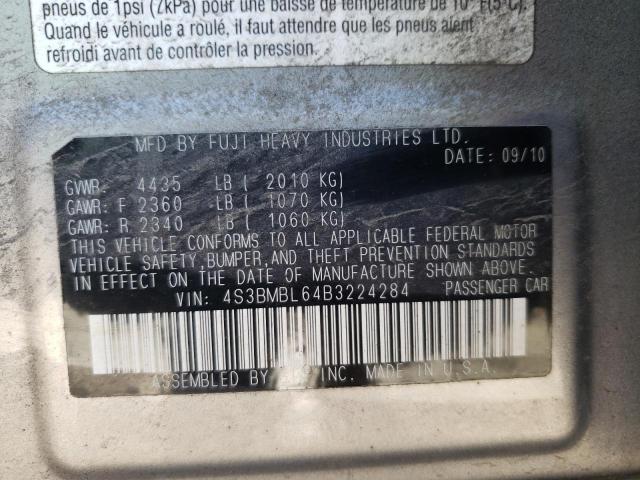 pneus de 1psi (7kPa) pour une baisse de température de 10°F(5°C).
Quand le véhicule a roulé, il faut attendre que les pneus aient
refroidi avant de contrôler la pression.
MFD BY FUJI HEAVY INDUSTRIES LTD.
DATE: 09/10
GVWR: 4435 LB ( 2010 KG)
GAWR: F 2360 LB ( 1070 KG)
GAWR: R 2340 LB ( 1060 KG)
THIS VEHICLE CONFORMS TO ALL APPLICABLE FEDERAL MOTOR
VEHICLE SAFETY,BUMPER,AND THEFT PREVENTION STANDARDS
IN EFFECT ON THE DATE OF MANUFACTURE SHOWN ABOVE.
VIN: 4S3BMBL64B3224284 PASSENGER CAR
ASSEMBLED BY INC. MADE IN U.S.A.